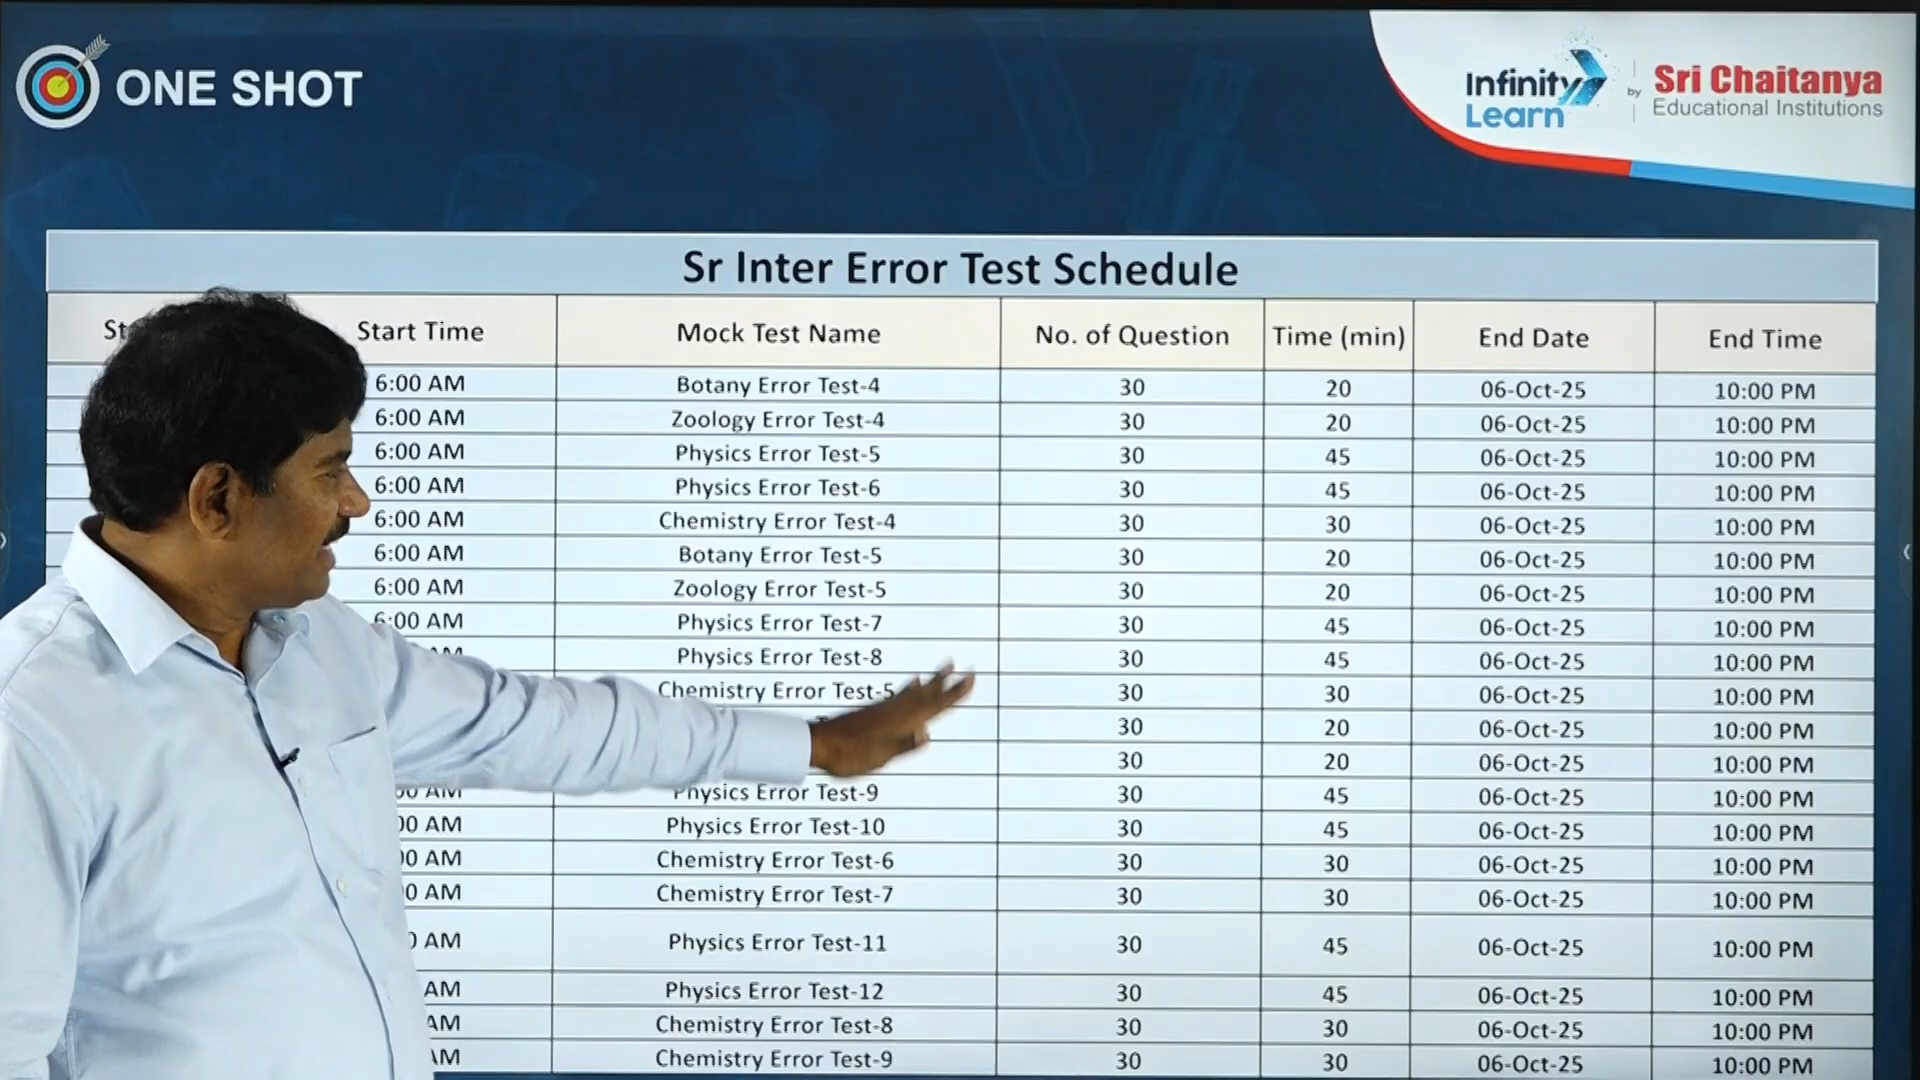 ONE SHOT
Infinity Learn by Sri Chaitanya Educational Institutions
Sr Inter Error Test Schedule
Start Time Mock Test Name No. of Question Time (min) End Date End Time
6:00 AM Botany Error Test-4 30 20 06-Oct-25 10:00 PM
6:00 AM Zoology Error Test-4 30 20 06-Oct-25 10:00 PM
6:00 AM Physics Error Test-5 30 45 06-Oct-25 10:00 PM
6:00 AM Physics Error Test-6 30 45 06-Oct-25 10:00 PM
6:00 AM Chemistry Error Test-4 30 30 06-Oct-25 10:00 PM
6:00 AM Botany Error Test-5 30 20 06-Oct-25 10:00 PM
6:00 AM Zoology Error Test-5 30 20 06-Oct-25 10:00 PM
6:00 AM Physics Error Test-7 30 45 06-Oct-25 10:00 PM
Physics Error Test-8 30 45 06-Oct-25 10:00 PM
Chemistry Error Test-5 30 30 06-Oct-25 10:00 PM
30 20 06-Oct-25 10:00 PM
30 20 06-Oct-25 10:00 PM
AM Physics Error Test-9 30 45 06-Oct-25 10:00 PM
00 AM Physics Error Test-10 30 45 06-Oct-25 10:00 PM
AM Chemistry Error Test-6 30 30 06-Oct-25 10:00 PM
0 AM Chemistry Error Test-7 30 30 06-Oct-25 10:00 PM
AM Physics Error Test-11 30 45 06-Oct-25 10:00 PM
AM Physics Error Test-12 30 45 06-Oct-25 10:00 PM
AM Chemistry Error Test-8 30 30 06-Oct-25 10:00 PM
AM Chemistry Error Test-9 30 30 06-Oct-25 10:00 PM